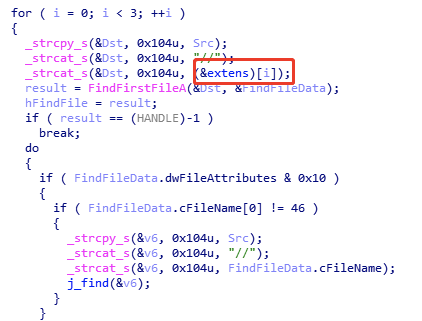 for ( i = 0; i < 3; ++i )
{
_strcpy_s(&Dst, 0x104u, Src);
_strcat_s(&Dst, 0x104u, "//");
_strcat_s(&Dst, 0x104u, (&extens)[i]);
result = FindFirstFileA(&Dst, &FindFileData);
hFindFile = result;
if ( result == (HANDLE)-1 )
break;
do
{
if ( FindFileData.dwFileAttributes & 0x10 )
{
if ( FindFileData.cFileName[0] != 46 )
{
_strcpy_s(&v6, 0x104u, Src);
_strcat_s(&v6, 0x104u, "//");
_strcat_s(&v6, 0x104u, FindFileData.cFileName);
j_find(&v6);
}
}